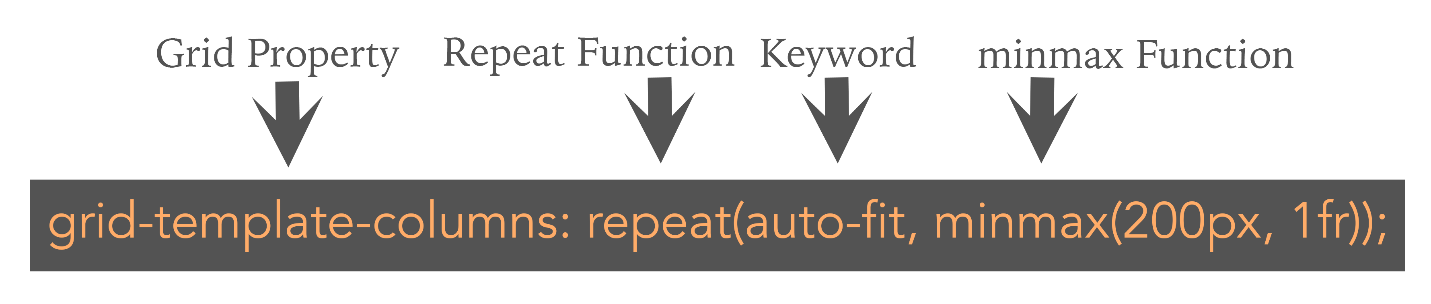 Grid Property Repeat Function Keyword minmax Function
grid-template-columns: repeat(auto-fit, minmax(200px, 1fr));